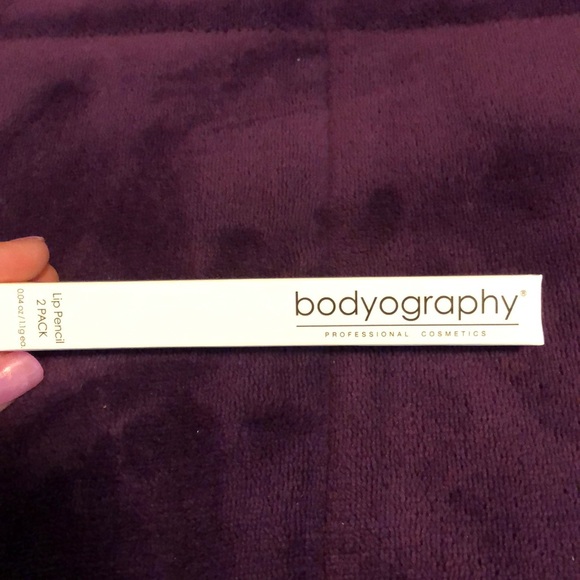 bodyography®
PROFESSIONAL COSMETICS
Lip Pencil
2 PACK
0.04 oz / 1.1g ea.